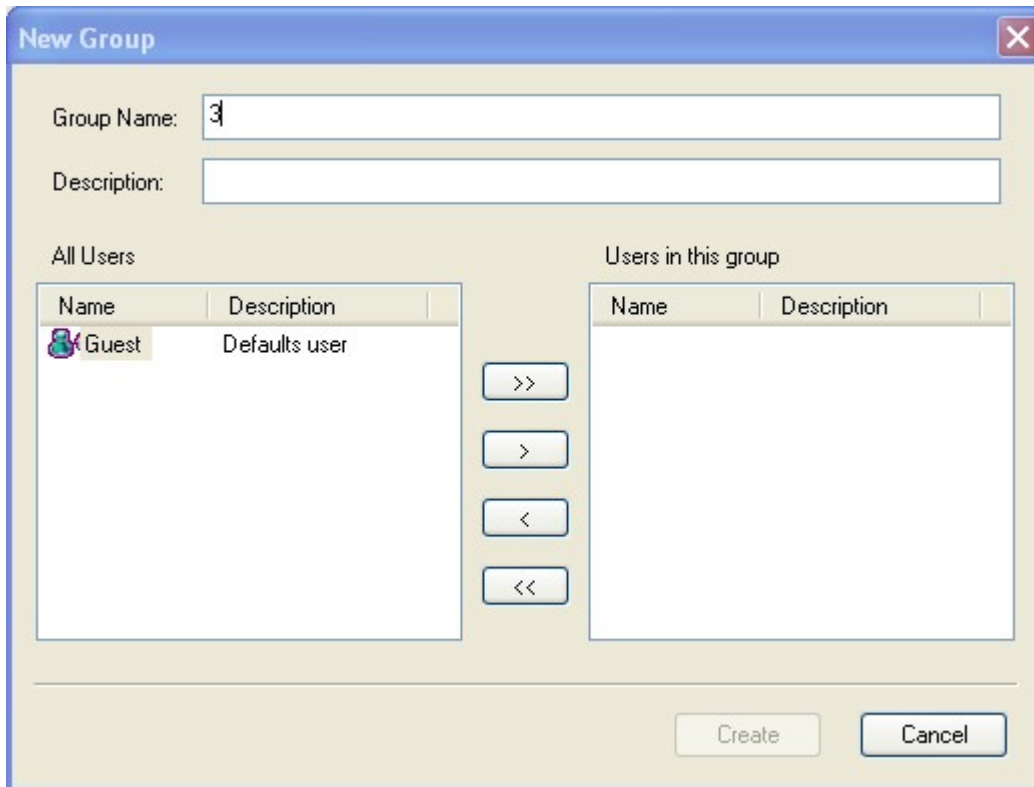 New Group
Group Name: 3
Description:
All Users
Users in this group
Name Description
Name Description
Guest Defaults user
>>
>
<
<<
Create Cancel